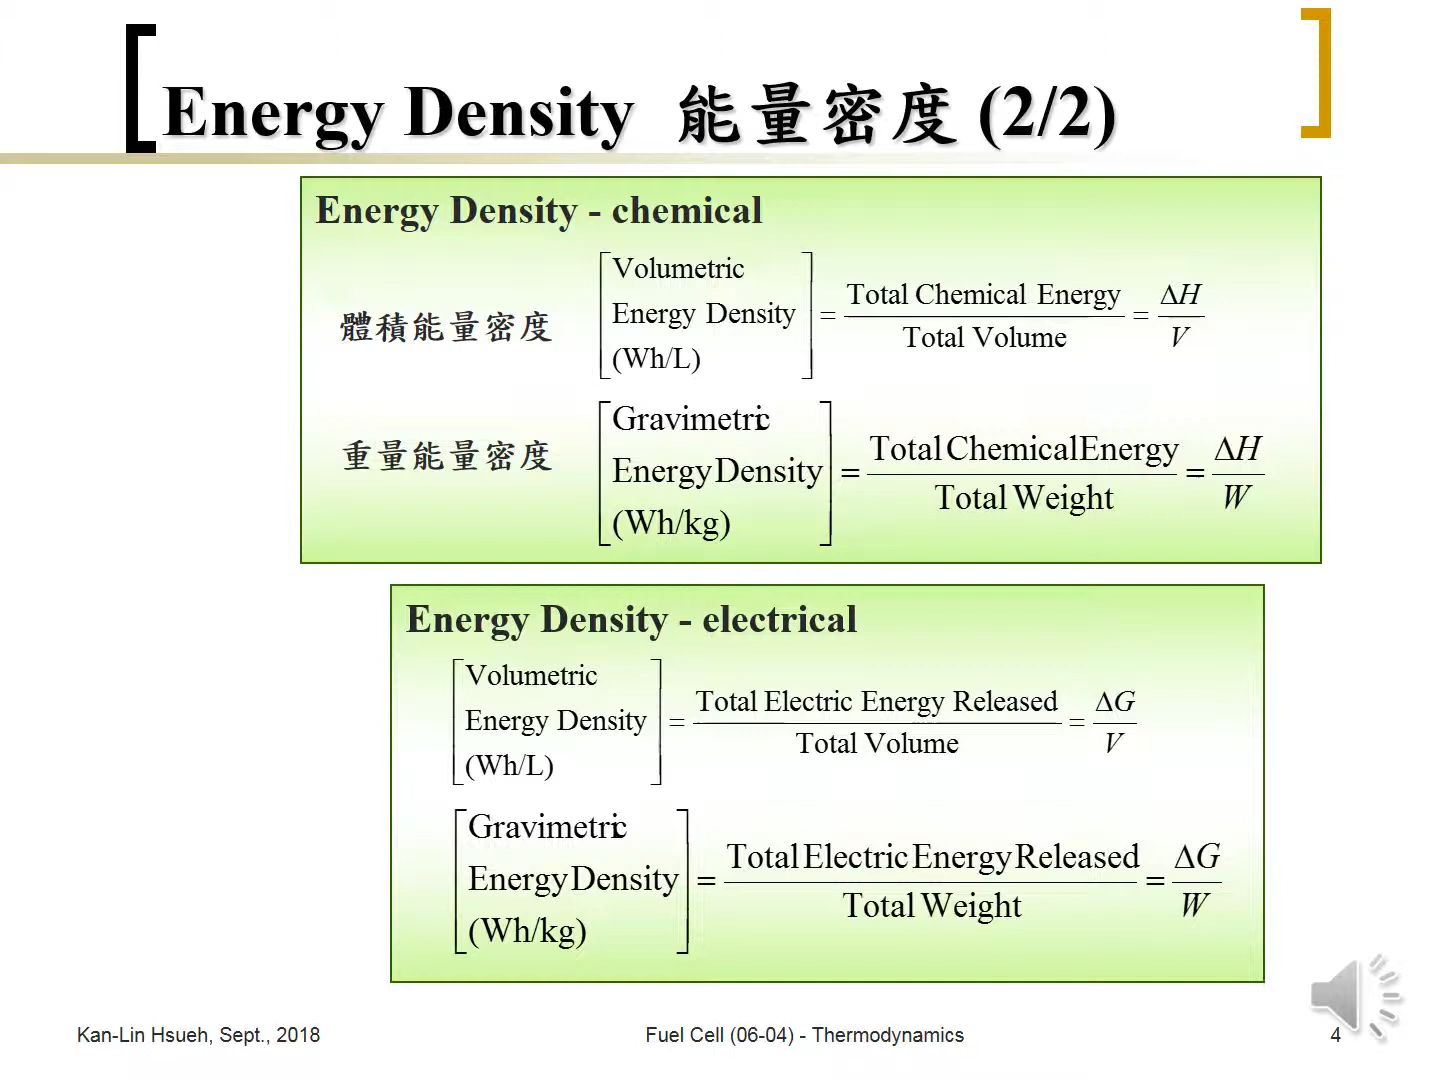 Energy Density 能量密度 (2/2)
Energy Density - chemical
體積能量密度
[Volumetric
Energy Density
(Wh/L)] = Total Chemical Energy / Total Volume = ΔH / V
重量能量密度
[Gravimetric
Energy Density
(Wh/kg)] = Total Chemical Energy / Total Weight = ΔH / W
Energy Density - electrical
[Volumetric
Energy Density
(Wh/L)] = Total Electric Energy Released / Total Volume = ΔG / V
[Gravimetric
Energy Density
(Wh/kg)] = Total Electric Energy Released / Total Weight = ΔG / W
Kan-Lin Hsueh, Sept., 2018
Fuel Cell (06-04) - Thermodynamics
4